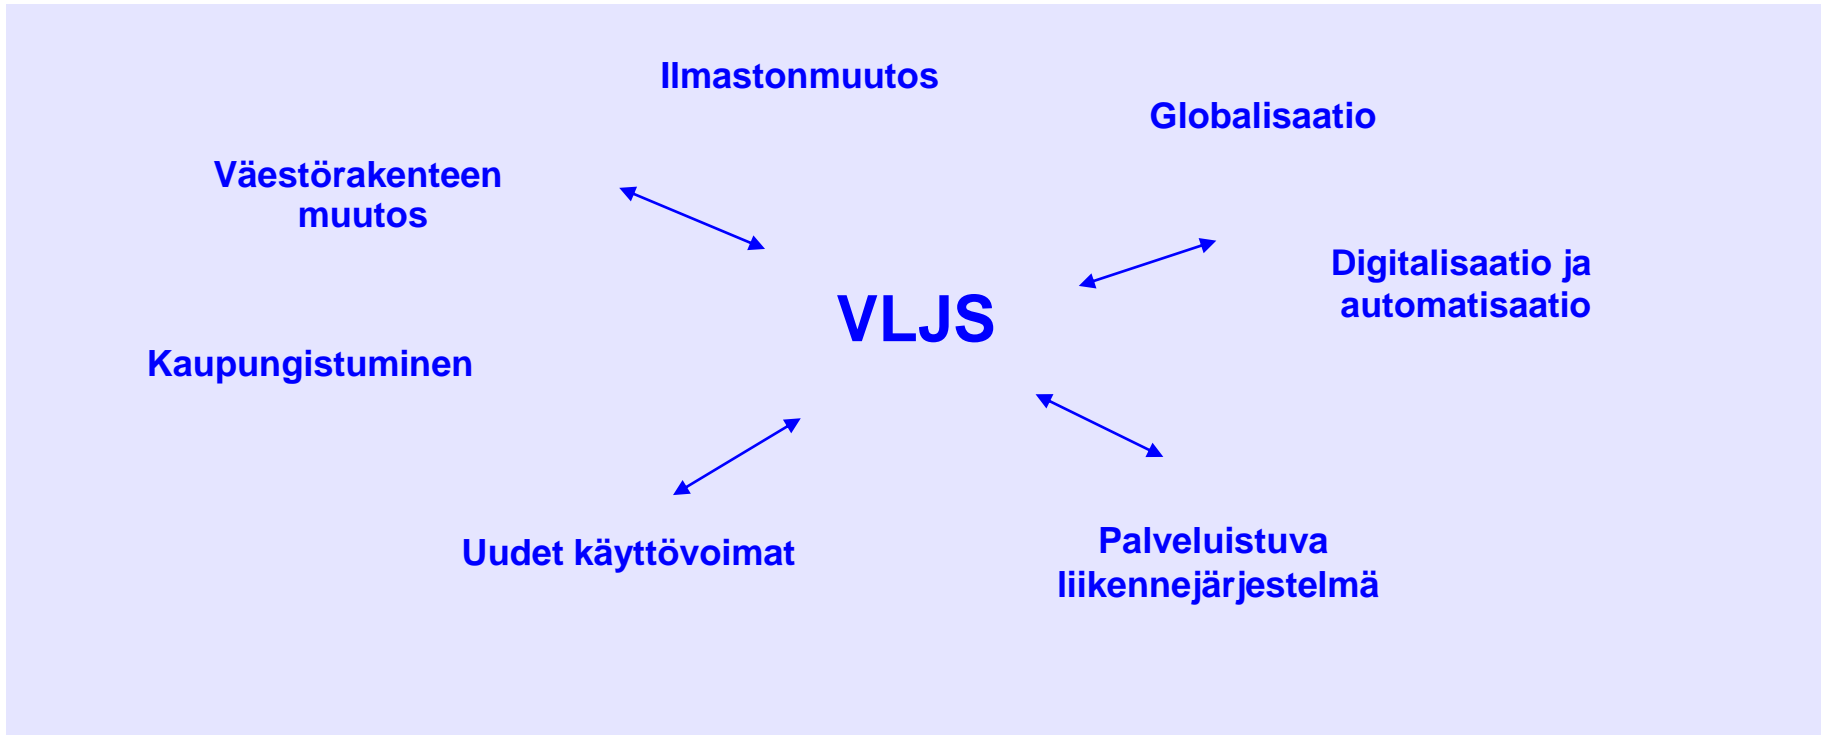 Ilmastonmuutos
Globalisaatio
Väestörakenteen
muutos
Digitalisaatio ja
automatisaatio
VLJS
Kaupungistuminen
Uudet käyttövoimat
Palveluistuva
liikennejärjestelmä